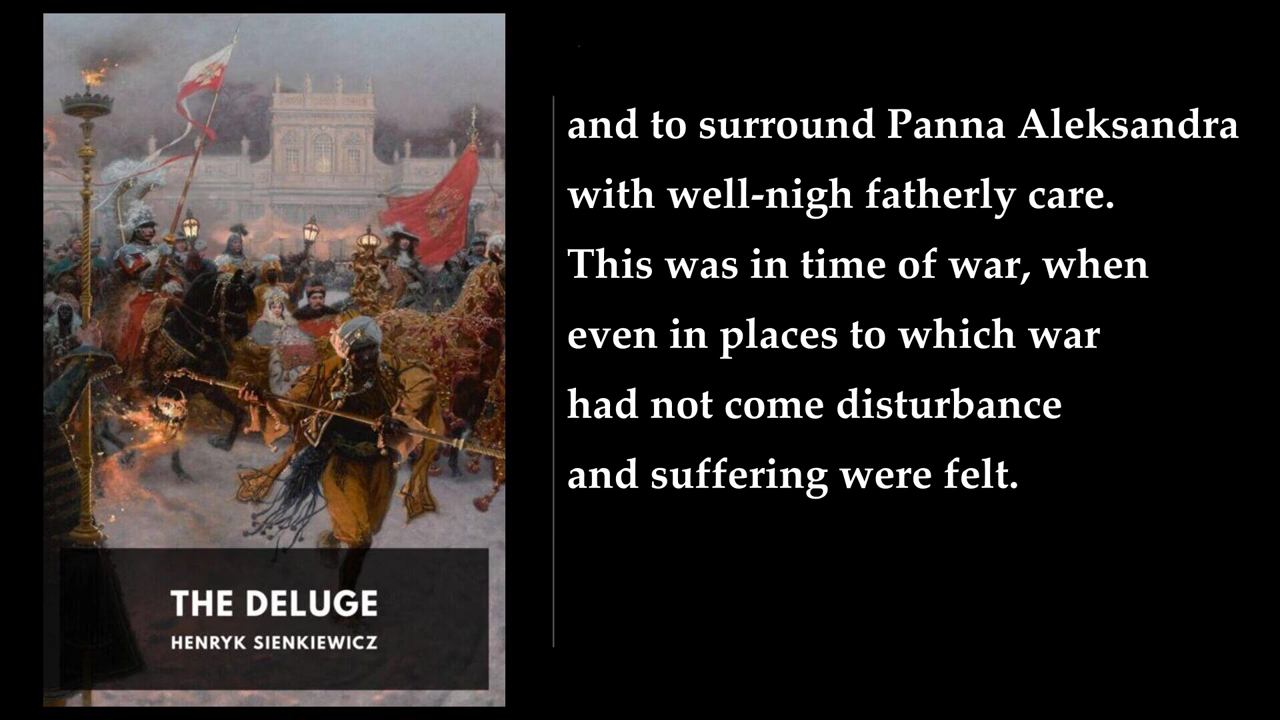 THE DELUGE
HENRYK SIENKIEWICZ
and to surround Panna Aleksandra
with well-nigh fatherly care.
This was in time of war, when
even in places to which war
had not come disturbance
and suffering were felt.